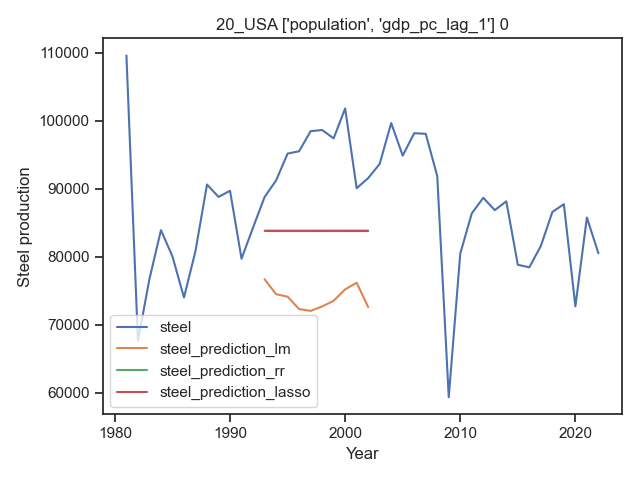 20_USA ['population', 'gdp_pc_lag_1'] 0
110000
100000
90000
80000
70000
60000
Steel production
steel
steel_prediction_lm
steel_prediction_rr
steel_prediction_lasso
1980
1990
2000
2010
2020
Year